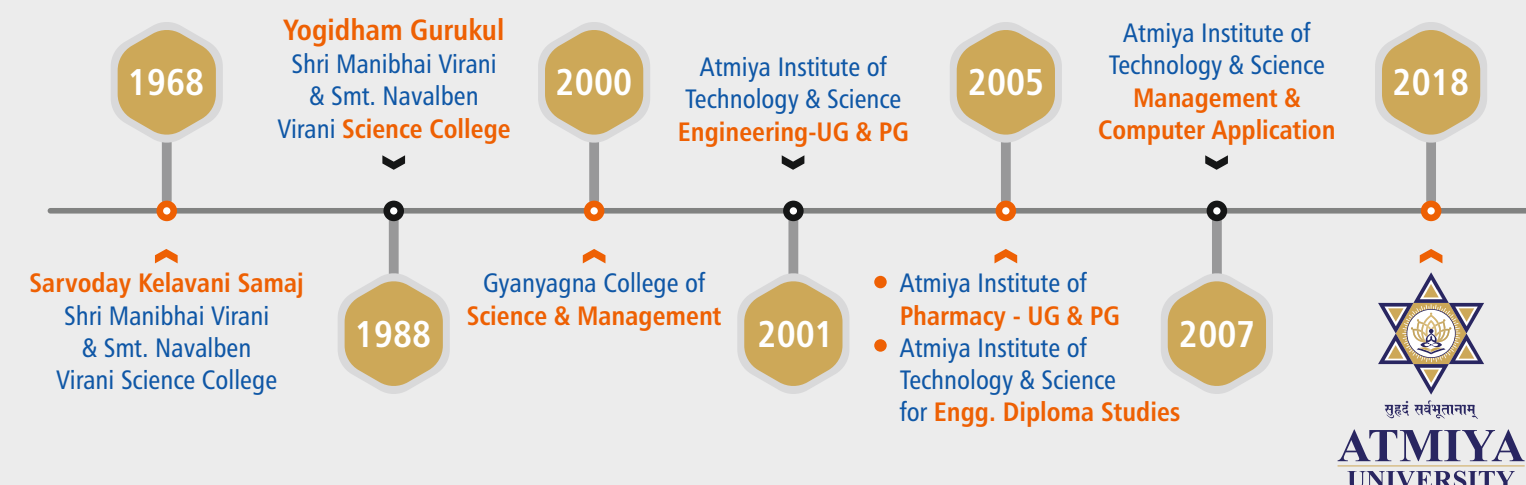 1968
Sarvoday Kelavani Samaj
Shri Manibhai Virani
& Smt. Navalben
Virani Science College
Yogidham Gurukul
Shri Manibhai Virani
& Smt. Navalben
Virani Science College
1988
2000
Gyanyagna College of
Science & Management
Atmiya Institute of
Technology & Science
Engineering-UG & PG
2001
2005
Atmiya Institute of
Pharmacy - UG & PG
Atmiya Institute of
Technology & Science
for Engg. Diploma Studies
Atmiya Institute of
Technology & Science
Management &
Computer Application
2007
2018
सुहृदं सर्वभूतानाम्
ATMIYA
UNIVERSITY